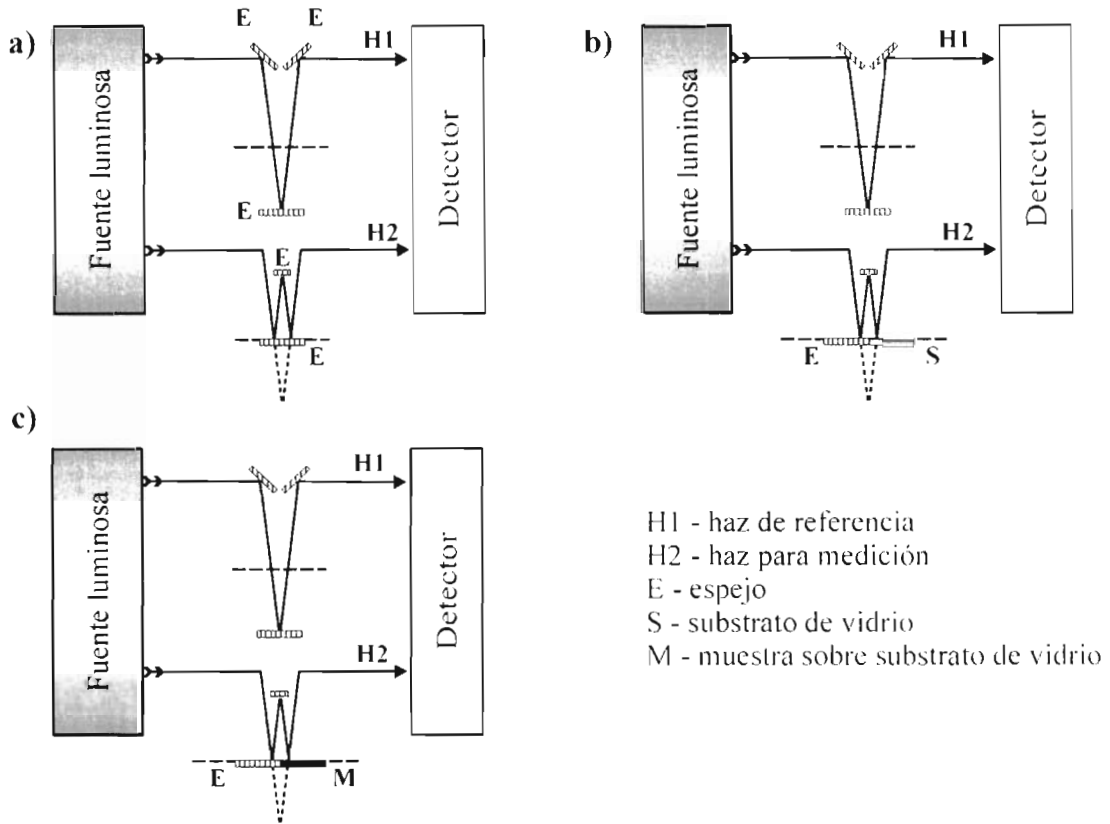 a)
E E
H1
Fuente luminosa
Detector
E
H2
E
E
b)
H1
Fuente luminosa
Detector
H2
E S
c)
H1
Fuente luminosa
Detector
H2
E M
H1 - haz de referencia
H2 - haz para medición
E - espejo
S - substrato de vidrio
M - muestra sobre substrato de vidrio